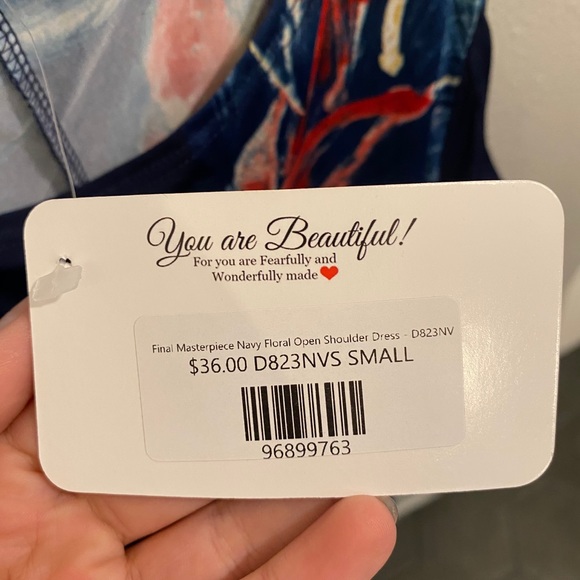 You are Beautiful!
For you are Fearfully and
Wonderfully made
Final Masterpiece Navy Floral Open Shoulder Dress - D823NV
$36.00 D823NVS SMALL
96899763